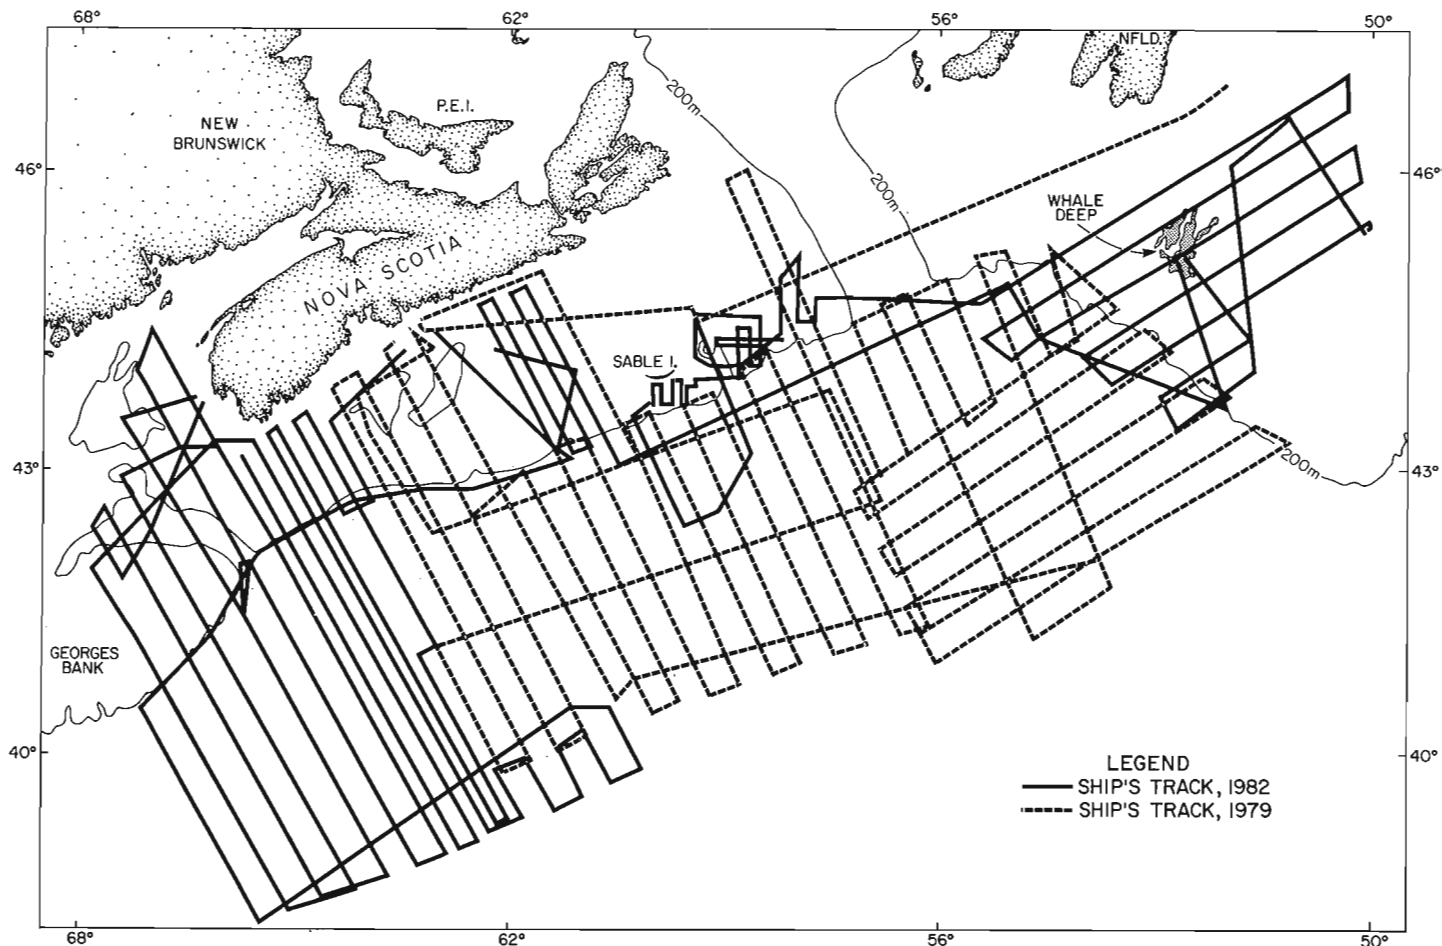 68°
62°
56°
50°
NFLD.
P.E.I.
200m
NEW
BRUNSWICK
46°
46°
200m
WHALE
DEEP
NOVA SCOTIA
SABLE I.
43°
43°
200m
GEORGES
BANK
40°
40°
LEGEND
SHIP'S TRACK, 1982
SHIP'S TRACK, 1979
68°
62°
56°
50°